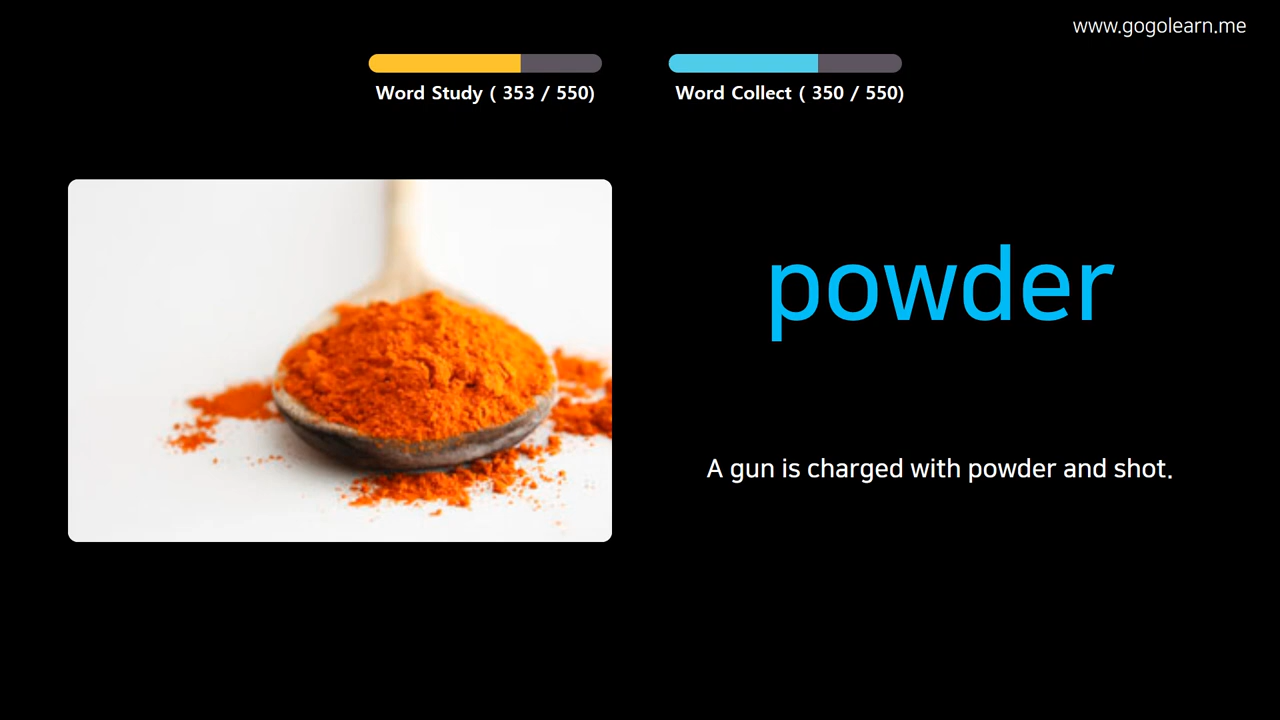 www.gogolearn.me
Word Study ( 353 / 550)
Word Collect ( 350 / 550)
powder
A gun is charged with powder and shot.